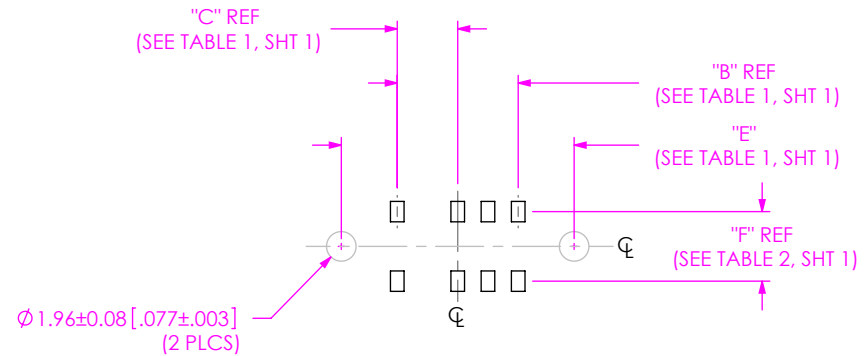 "C" REF
(SEE TABLE 1, SHT 1)
"B" REF
(SEE TABLE 1, SHT 1)
"E"
(SEE TABLE 1, SHT 1)
"F" REF
(SEE TABLE 2, SHT 1)
℄
℄
Ø1.96±0.08 [.077±.003]
(2 PLCS)